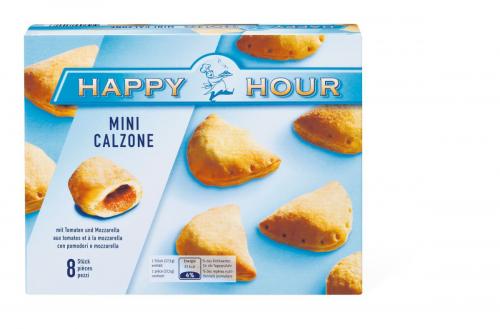 HAPPY HOUR
MINI
CALZONE
mit Tomaten und Mozzarella
aux tomates et à la mozzarella
con pomodori e mozzarella
8 Stück
pièces
pezzi
Energie
4%